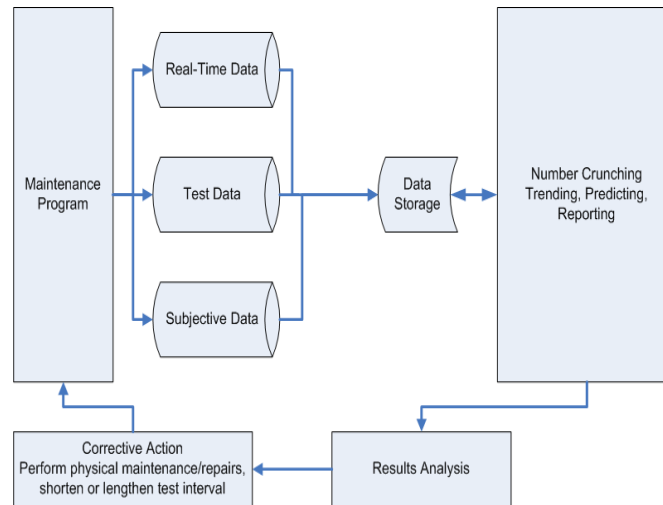 Real-Time Data
Maintenance
Program
Test Data
Data
Storage
Number Crunching
Trending, Predicting,
Reporting
Subjective Data
Corrective Action
Perform physical maintenance/repairs,
shorten or lengthen test interval
Results Analysis